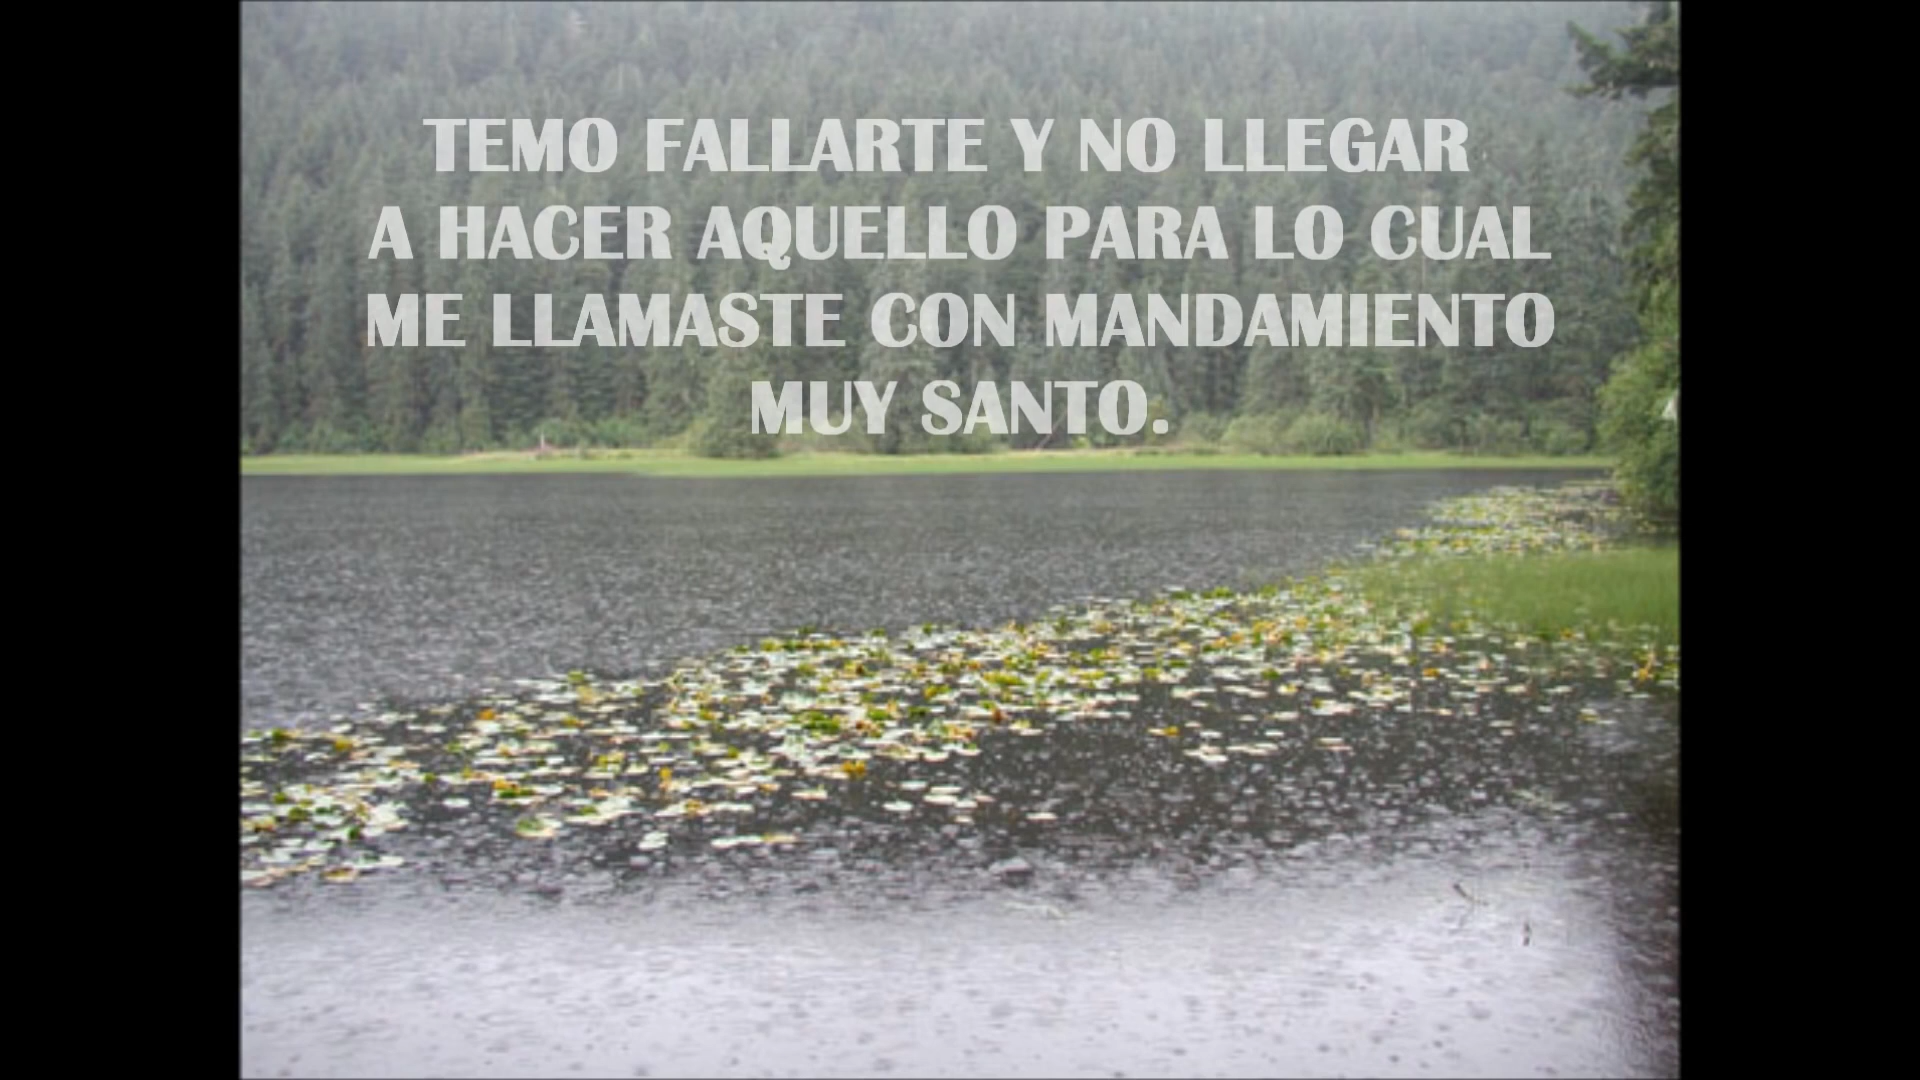 TEMO FALLARTE Y NO LLEGAR
A HACER AQUELLO PARA LO CUAL
ME LLAMASTE CON MANDAMIENTO
MUY SANTO.